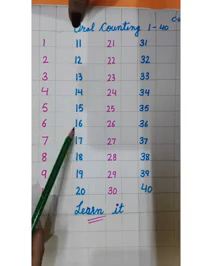 Oral Counting 1-40
1 11 21 31
2 12 22 32
3 13 23 33
4 14 24 34
5 15 25 35
6 16 26 36
7 17 27 37
8 18 28 38
9 19 29 39
20 30 40
Learn it